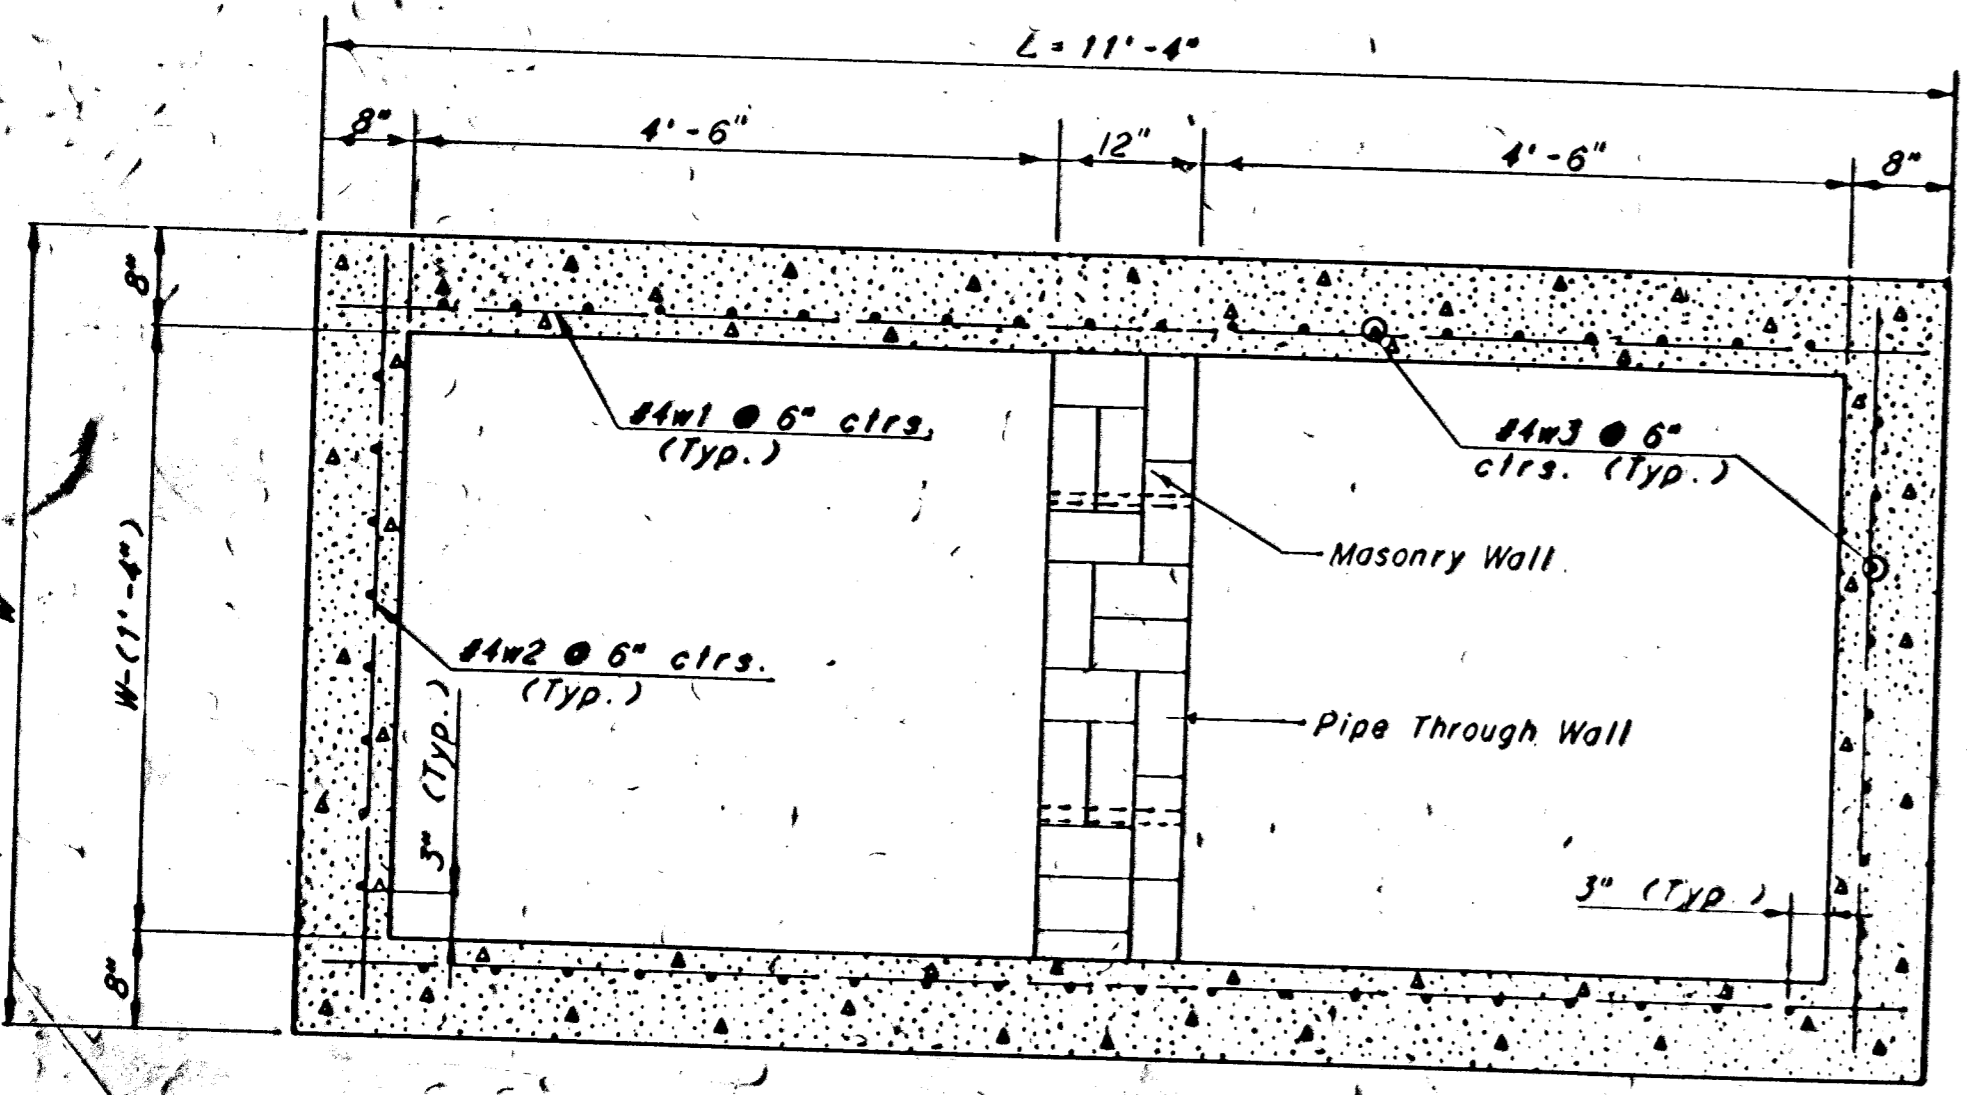 L = 11'-4"
8"
4'-6"
12"
4'-6"
8"
8"
#4w1 @ 6" ctrs.
(Typ.)
#4w3 @ 6"
ctrs. (Typ.)
W-(1'-4")
W
Masonry Wall
#4w2 @ 6" ctrs.
(Typ.)
3" (Typ.)
Pipe Through Wall
3" (Typ.)
8"